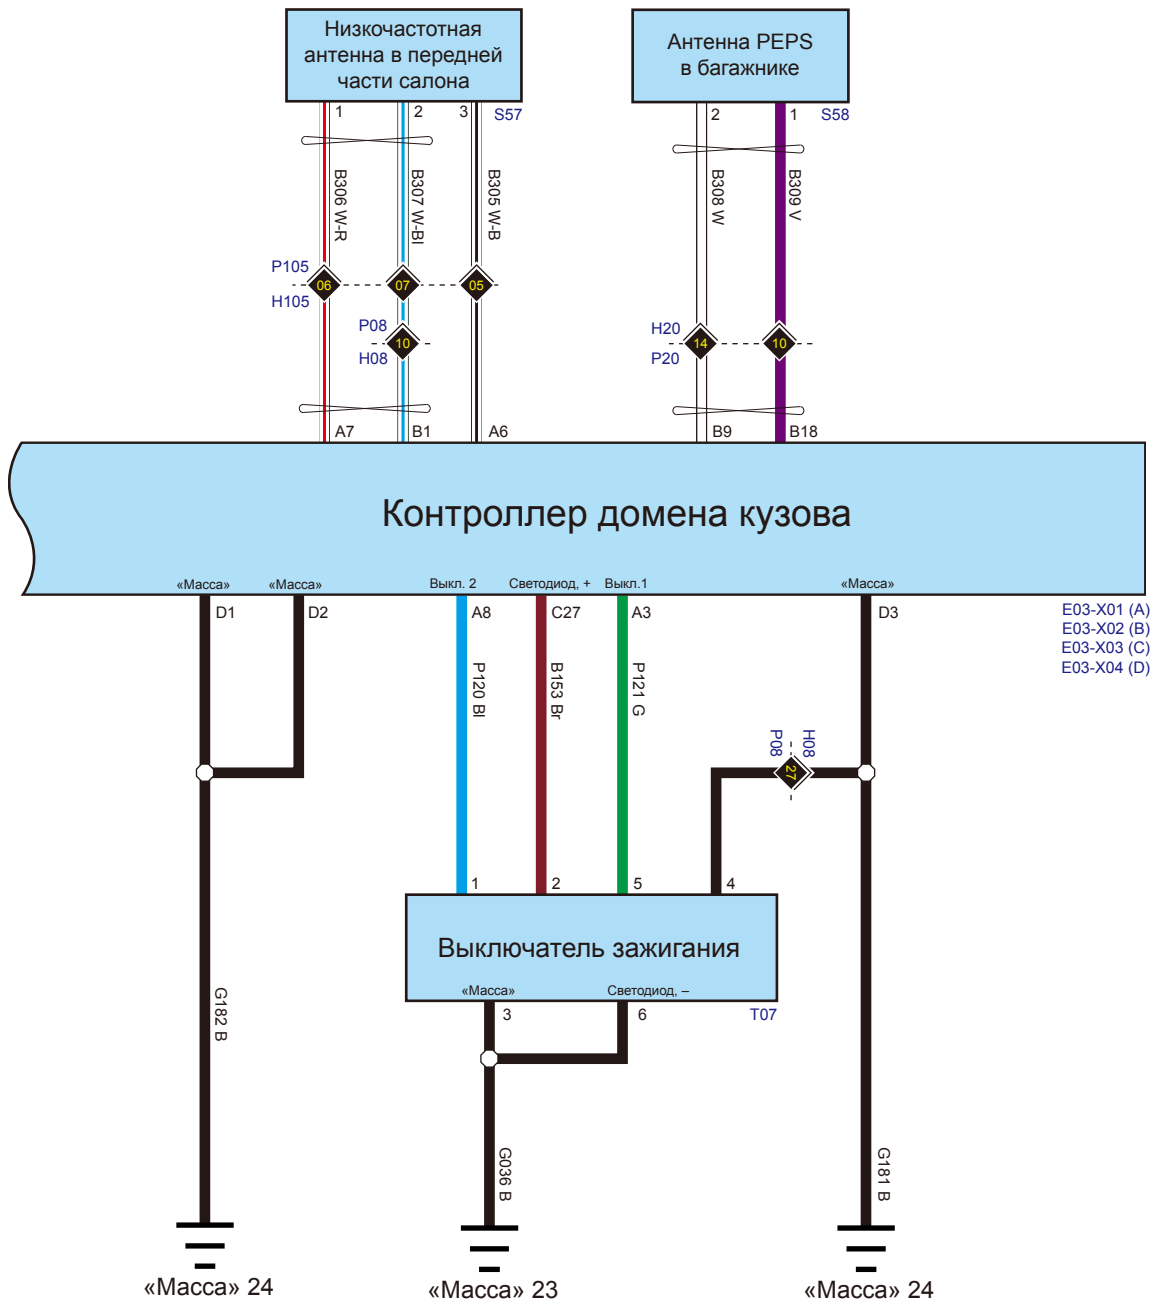 Низкочастотная
антенна в передней
части салона
Антенна PEPS
в багажнике
1
2
3
S57
2
1
S58
B306 W-R
B307 W-Bl
B305 W-B
B308 W
B309 V
P105
H105
06
07
05
P08
H08
10
H20
P20
14
10
A7
B1
A6
B9
B18
Контроллер домена кузова
«Масса»
«Масса»
Выкл. 2
Светодиод, +
Выкл.1
«Масса»
D1
D2
A8
C27
A3
D3
E03-X01 (A)
E03-X02 (B)
E03-X03 (C)
E03-X04 (D)
P120 Bl
B153 Br
P121 G
P08
H08
27
1
2
5
4
Выключатель зажигания
«Масса»
Светодиод, –
3
6
T07
G182 B
G036 B
G181 B
«Масса» 24
«Масса» 23
«Масса» 24